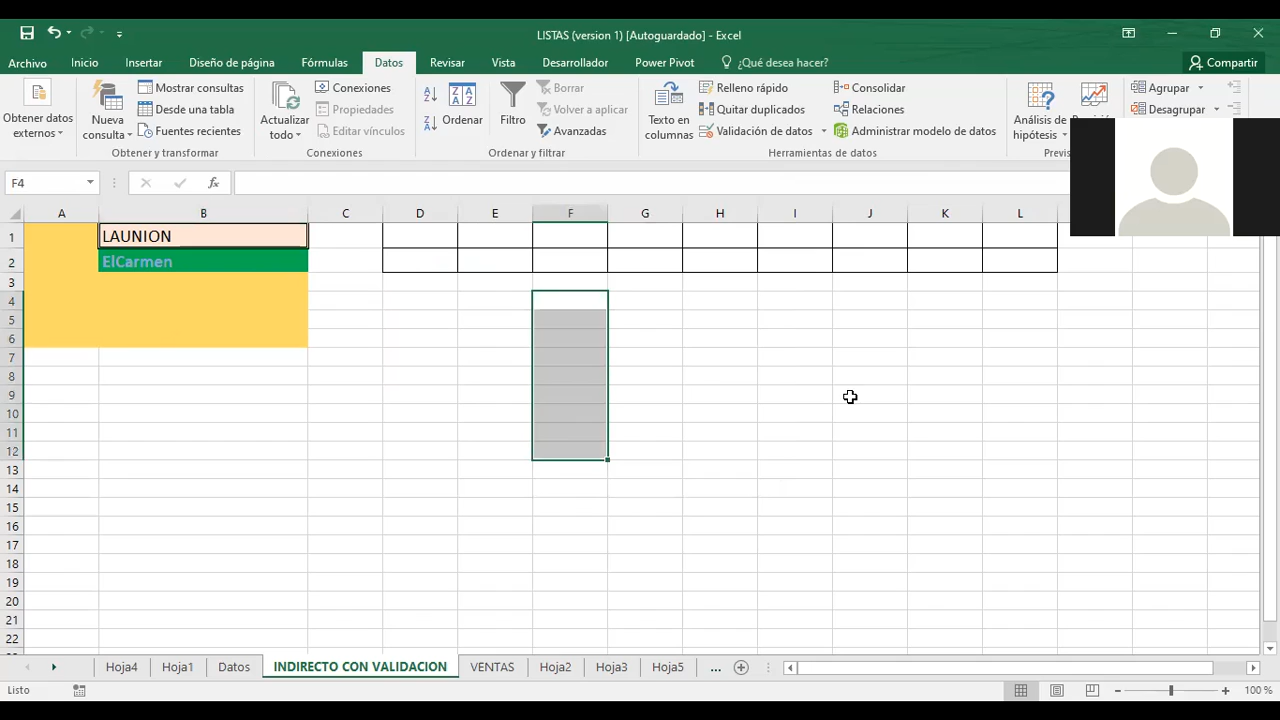 LISTAS (version 1) [Autoguardado] - Excel
Archivo Inicio Insertar Diseño de página Fórmulas Datos Revisar Vista Desarrollador Power Pivot ¿Qué desea hacer? Compartir
Obtener datos externos
Nueva consulta
Mostrar consultas
Desde una tabla
Fuentes recientes
Obtener y transformar
Actualizar todo
Conexiones
Propiedades
Editar vínculos
Conexiones
Ordenar
Filtro
Borrar
Volver a aplicar
Avanzadas
Ordenar y filtrar
Texto en columnas
Relleno rápido
Quitar duplicados
Validación de datos
Consolidar
Relaciones
Administrar modelo de datos
Herramientas de datos
Análisis de hipótesis
Agrupar
Desagrupar
F4
fx
A B C D E F G H I J K L
1 LAUNION
2 ElCarmen
3
4
5
6
7
8
9
10
11
12
13
14
15
16
17
18
19
20
21
22
Hoja4 Hoja1 Datos INDIRECTO CON VALIDACION VENTAS Hoja2 Hoja3 Hoja5 ...
Listo 100 %